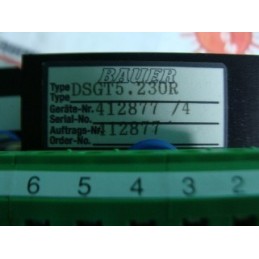 BAUER
Type DSGT5.230R
Type
Geräte-Nr. 412877 /4
Serial-No.
Auftrags-Nr. 412877
Order-No.
6 5 4 3 2